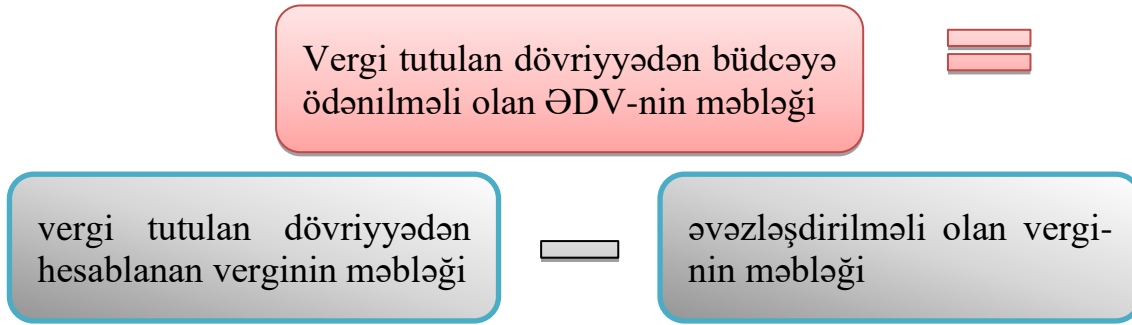 Vergi tutulan dövriyyədən büdcəyə
ödənilməli olan ƏDV-nin məbləği
=
vergi tutulan dövriyyədən
hesablanan verginin məbləği
−
əvəzləşdirilməli olan vergi-
nin məbləği